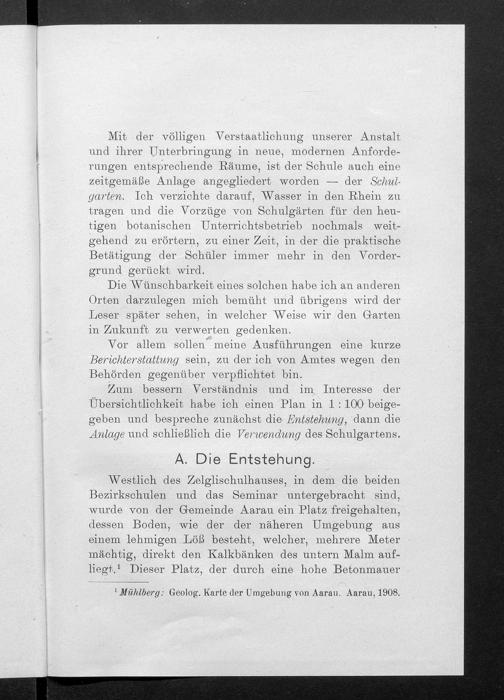 Mit der völligen Verstaatlichung unserer Anstalt
und ihrer Unterbringung in neue, modernen Anforde-
rungen entsprechende Räume, ist der Schule auch eine
zeitgemäße Anlage angegliedert worden — der Schul-
garten. Ich verzichte darauf, Wasser in den Rhein zu
tragen und die Vorzüge von Schulgärten für den heu-
tigen botanischen Unterrichtsbetrieb nochmals weit-
gehend zu erörtern, zu einer Zeit, in der die praktische
Betätigung der Schüler immer mehr in den Vorder-
grund gerückt wird.
Die Wünschbarkeit eines solchen habe ich an anderen
Orten darzulegen mich bemüht und übrigens wird der
Leser später sehen, in welcher Weise wir den Garten
in Zukunft zu verwerten gedenken.
Vor allem sollen meine Ausführungen eine kurze
Berichterstattung sein, zu der ich von Amtes wegen den
Behörden gegenüber verpflichtet bin.
Zum bessern Verständnis und im Interesse der
Übersichtlichkeit habe ich einen Plan in 1 : 100 beige-
geben und bespreche zunächst die Entstehung, dann die
Anlage und schließlich die Verwendung des Schulgartens.
A. Die Entstehung.
Westlich des Zelglischulhauses, in dem die beiden
Bezirkschulen und das Seminar untergebracht sind,
wurde von der Gemeinde Aarau ein Platz freigehalten,
dessen Boden, wie der der näheren Umgebung aus
einem lehmigen Löß besteht, welcher, mehrere Meter
mächtig, direkt den Kalkbänken des untern Malm auf-
liegt.¹ Dieser Platz, der durch eine hohe Betonmauer
¹ Mühlberg: Geolog. Karte der Umgebung von Aarau. Aarau, 1908.